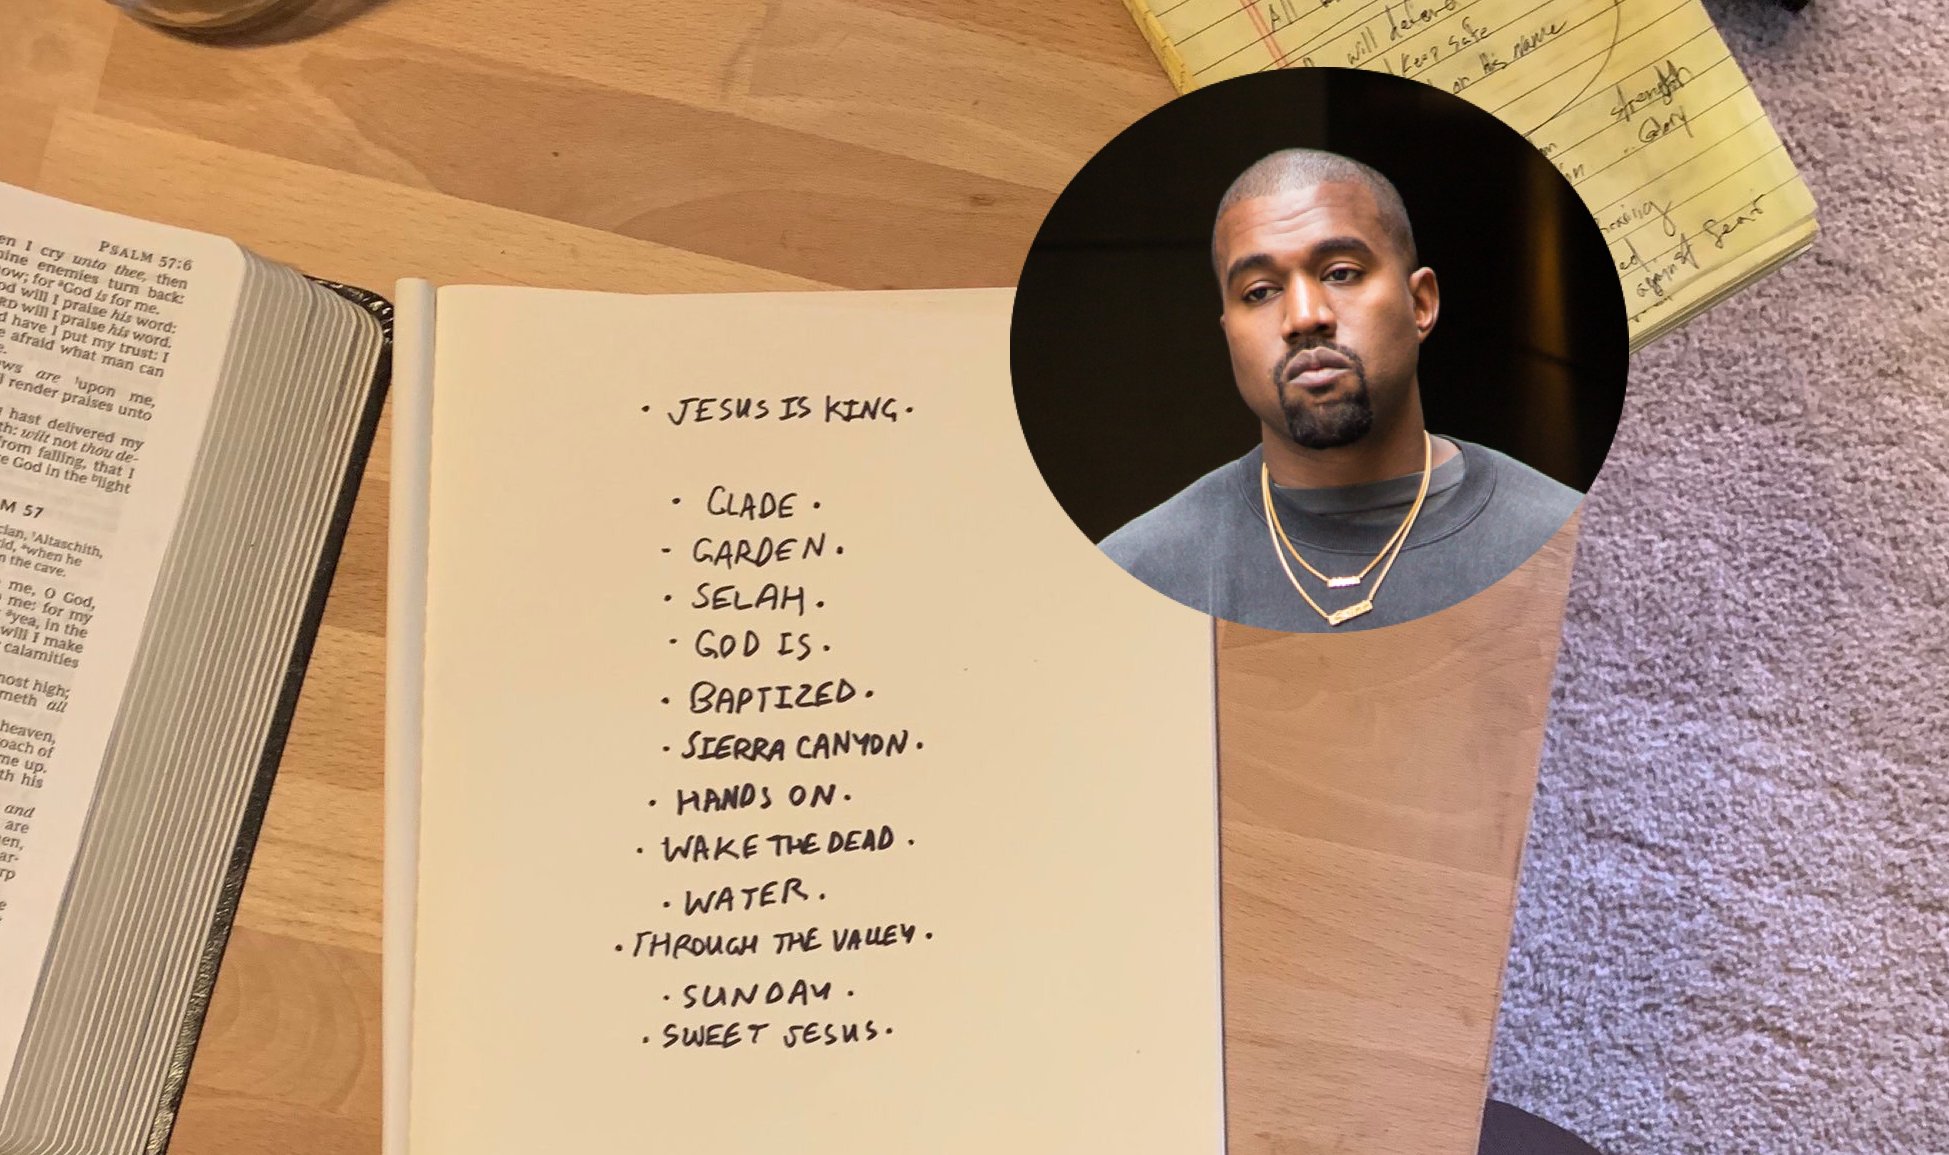 PSALM 57:6
en I cry unto thee, then
ine enemies turn back:
ow; for God is for me.
od will I praise his word:
RD will I praise his word.
d have I put my trust: I
e afraid what man can
e.
ws are upon me,
l render praises unto
hast delivered my
th: wilt not thou de-
from falling, that I
e God in the light
M 57
cian, Altaschith,
id, when he
n the cave.
me, O God,
me: for my
yea, in the
will I make
calamities
most high;
meth all
heaven,
oach of
me up.
th his
and
are
en,
ar-
rp
e
· JESUS IS KING.
· CLADE .
- GARDEN.
· SELAH.
· GOD IS.
· BAPTIZED.
· SIERRA CANYON.
· HANDS ON.
· WAKE THE DEAD.
· WATER.
· THROUGH THE VALLEY.
· SUNDAY.
· SWEET JESUS.
All
will defend
Keep safe
on his name
strength
Glory
against fear